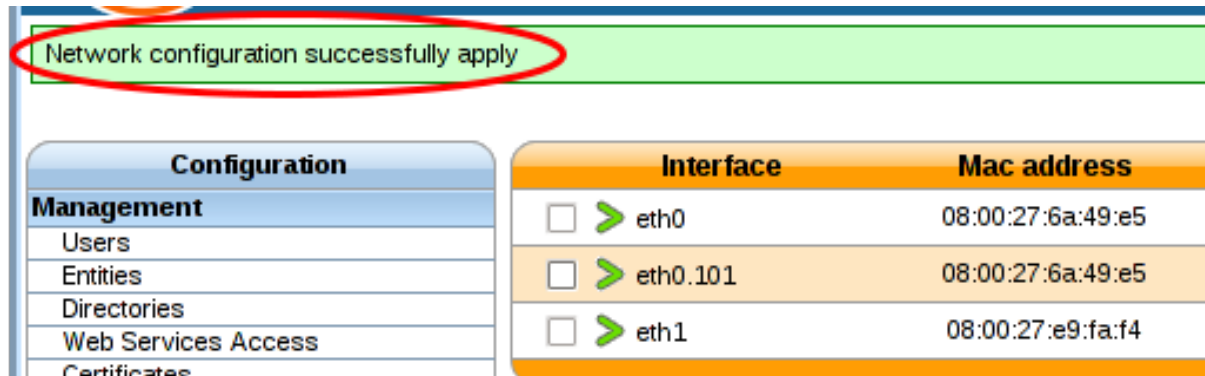 Network configuration successfully apply
Configuration
Management
Users
Entities
Directories
Web Services Access
Certificates
Interface Mac address
eth0 08:00:27:6a:49:e5
eth0.101 08:00:27:6a:49:e5
eth1 08:00:27:e9:fa:f4